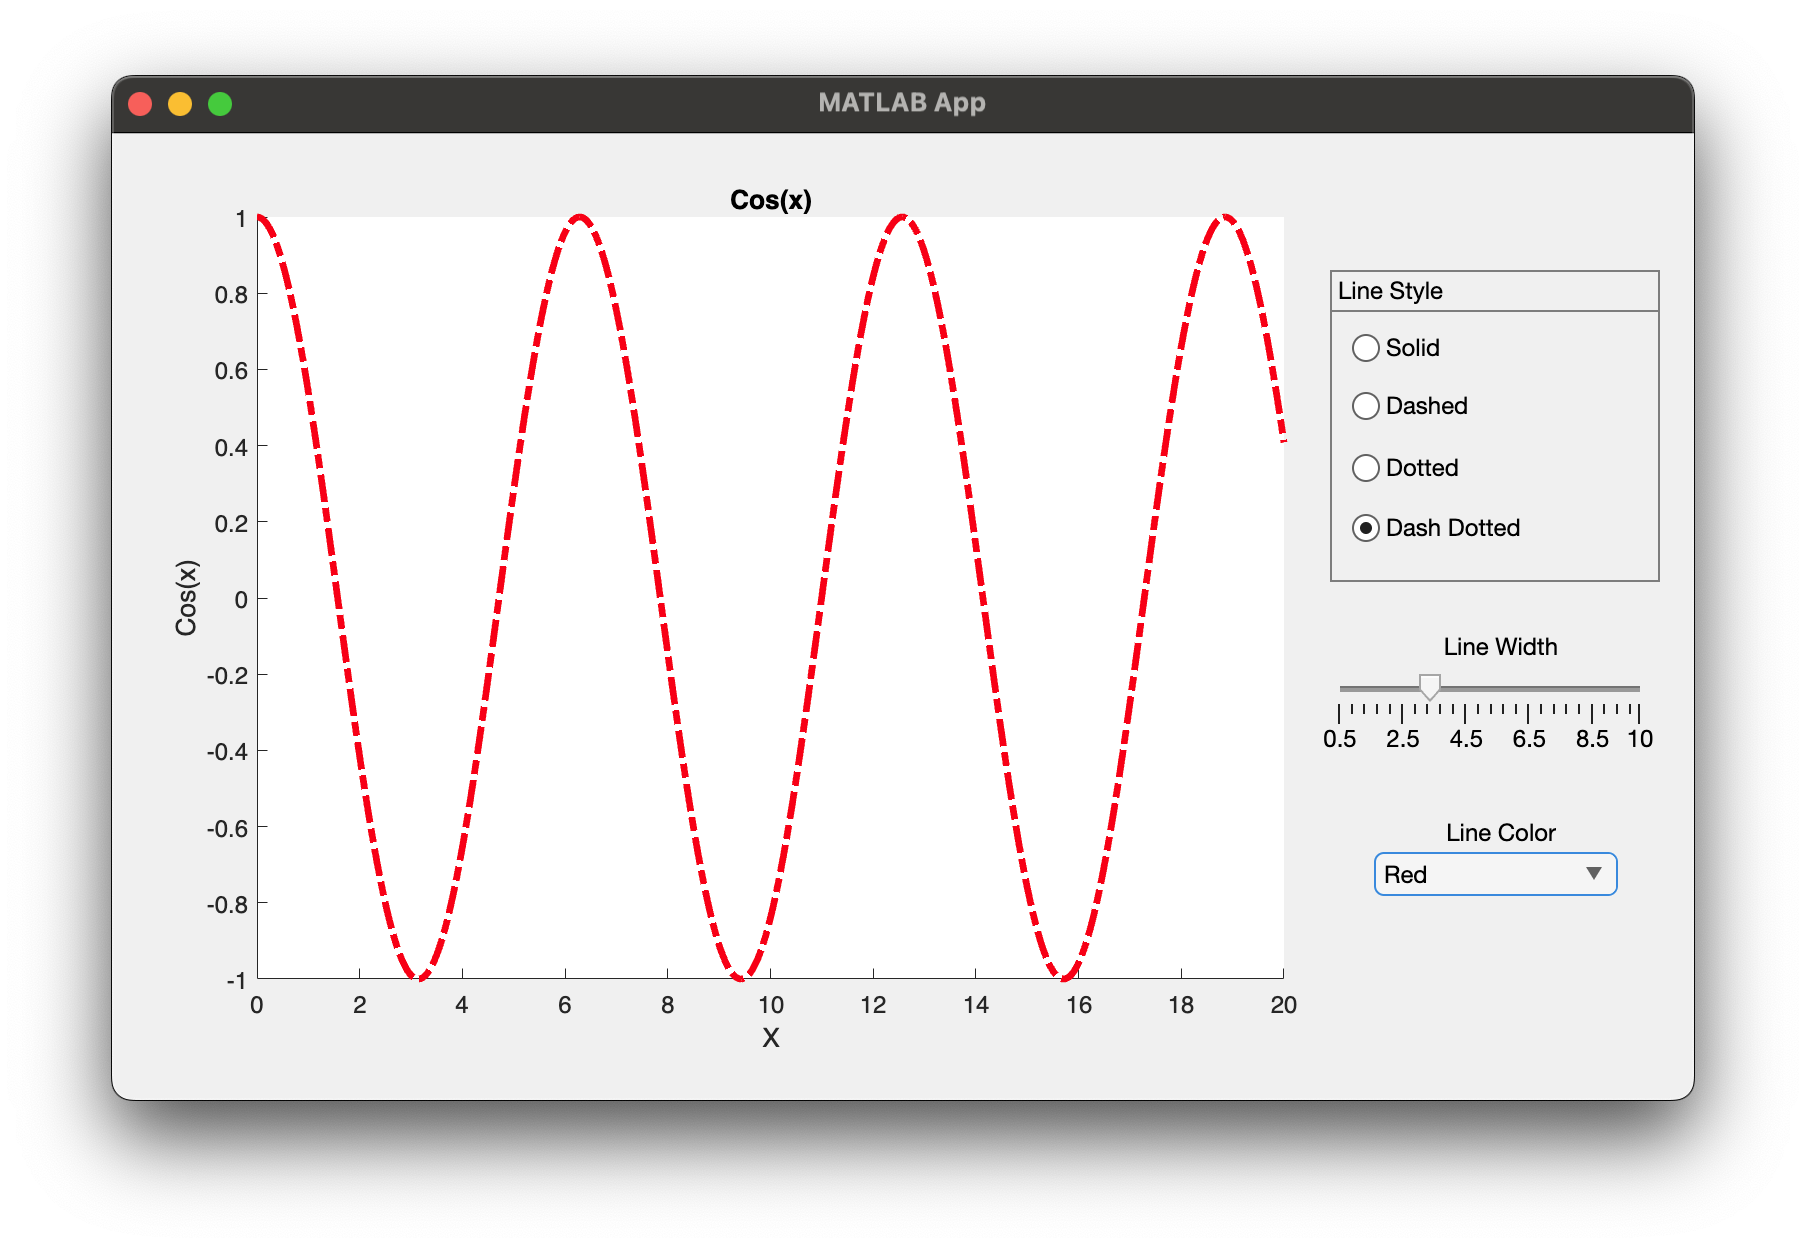 MATLAB App
Cos(x)
1
0.8
0.6
0.4
0.2
0
-0.2
-0.4
-0.6
-0.8
-1
Cos(x)
0 2 4 6 8 10 12 14 16 18 20
X
Line Style
Solid
Dashed
Dotted
Dash Dotted
Line Width
0.5 2.5 4.5 6.5 8.5 10
Line Color
Red